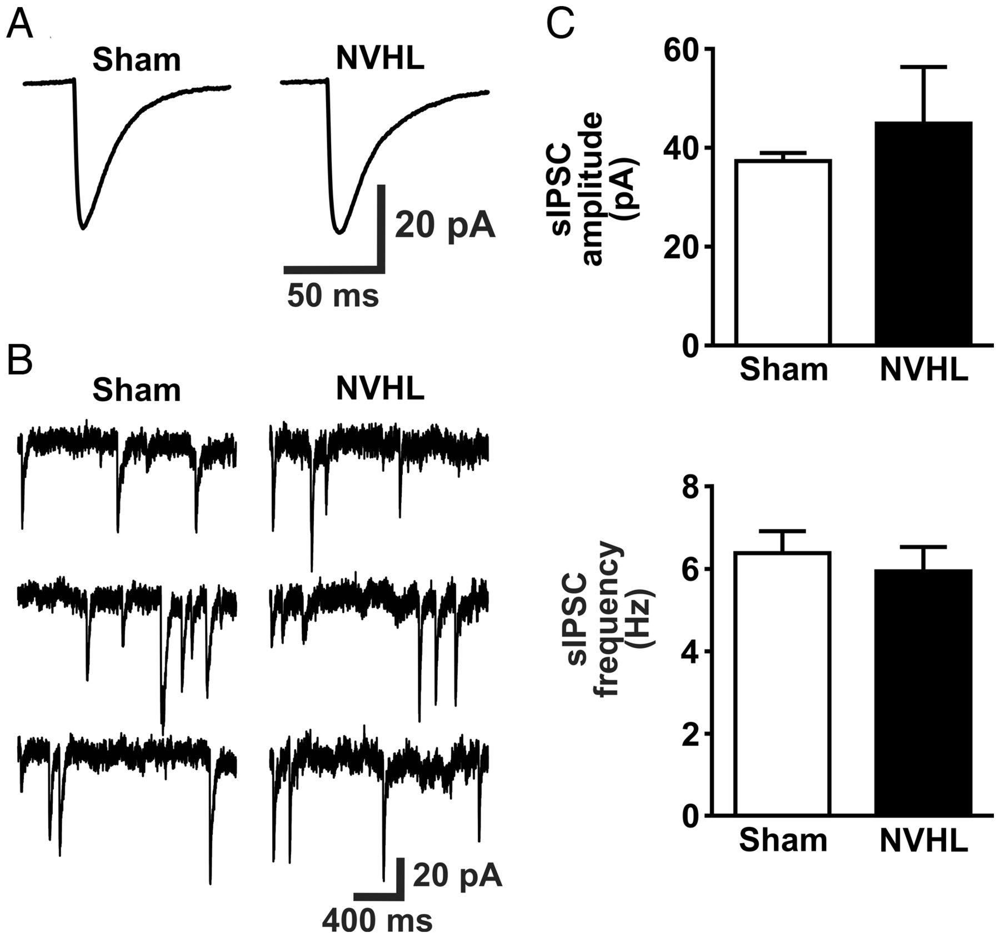 A
Sham
NVHL
20 pA
50 ms
B
Sham
NVHL
20 pA
400 ms
C
sIPSC
amplitude
(pA)
60
40
20
0
Sham
NVHL
sIPSC
frequency
(Hz)
8
6
4
2
0
Sham
NVHL